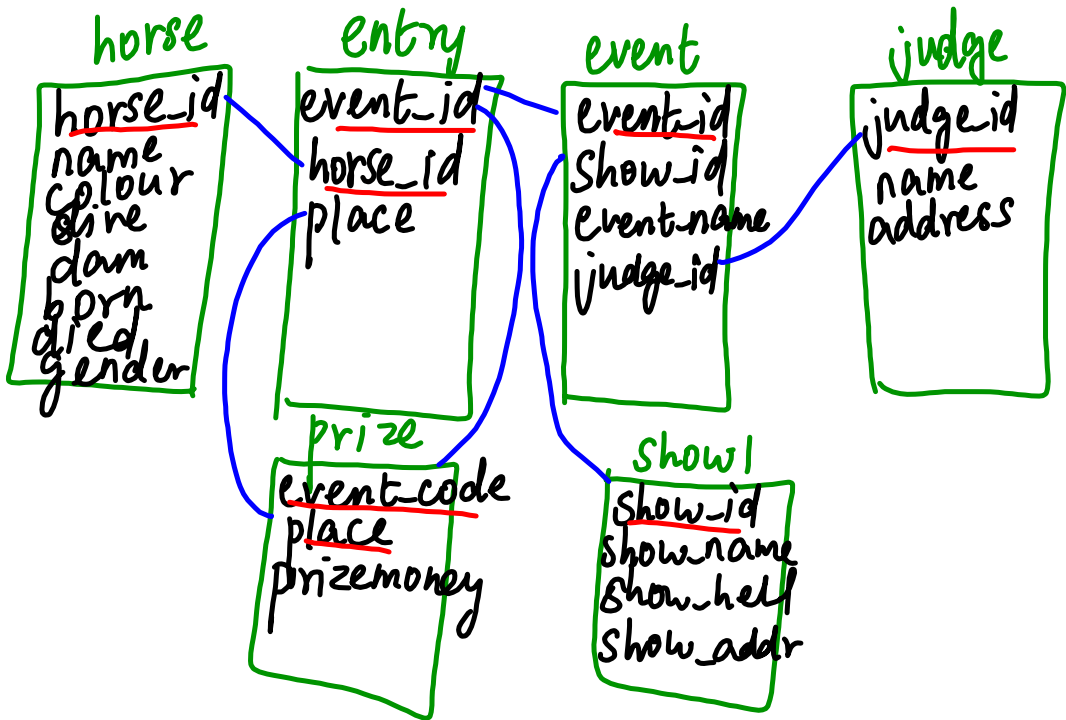 horse
horse_id
name
colour
sire
dam
born
died
gender
entry
event_id
horse_id
place
event
event_id
show_id
event_name
judge_id
judge
judge_id
name
address
prize
event_code
place
prizemoney
show1
show_id
show_name
show_held
show_addr